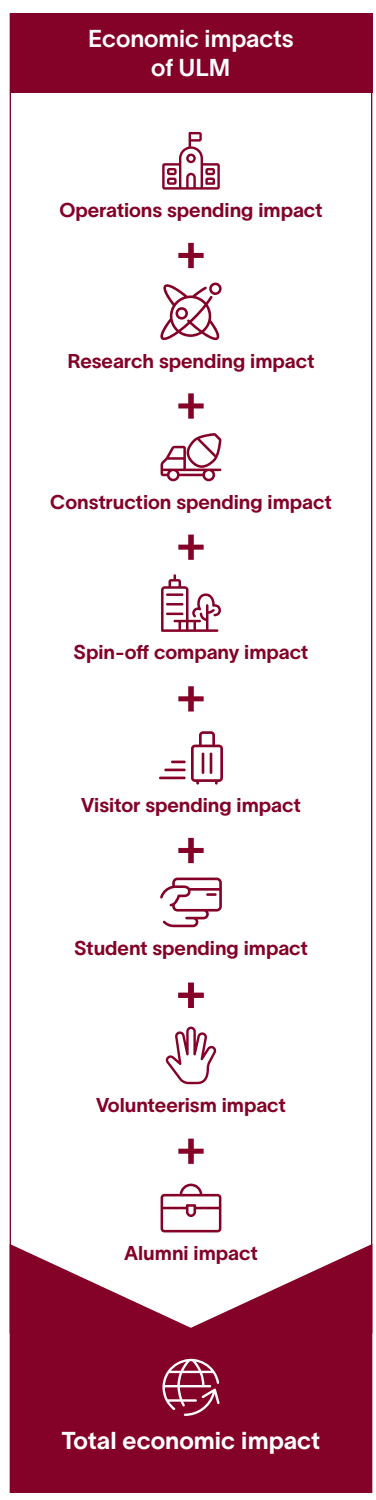 Economic impacts
of ULM
Operations spending impact
+
Research spending impact
+
Construction spending impact
+
Spin-off company impact
+
Visitor spending impact
+
Student spending impact
+
Volunteerism impact
+
Alumni impact
Total economic impact